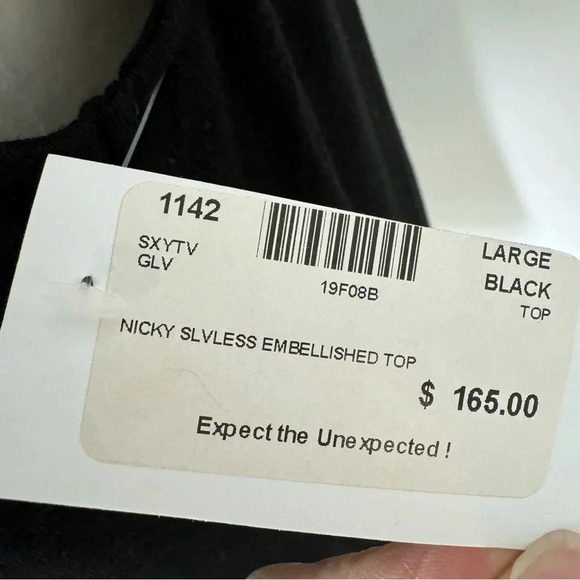 1142
SXYTV
GLV
19F08B
LARGE
BLACK
TOP
NICKY SLVLESS EMBELLISHED TOP
$ 165.00
Expect the Unexpected !